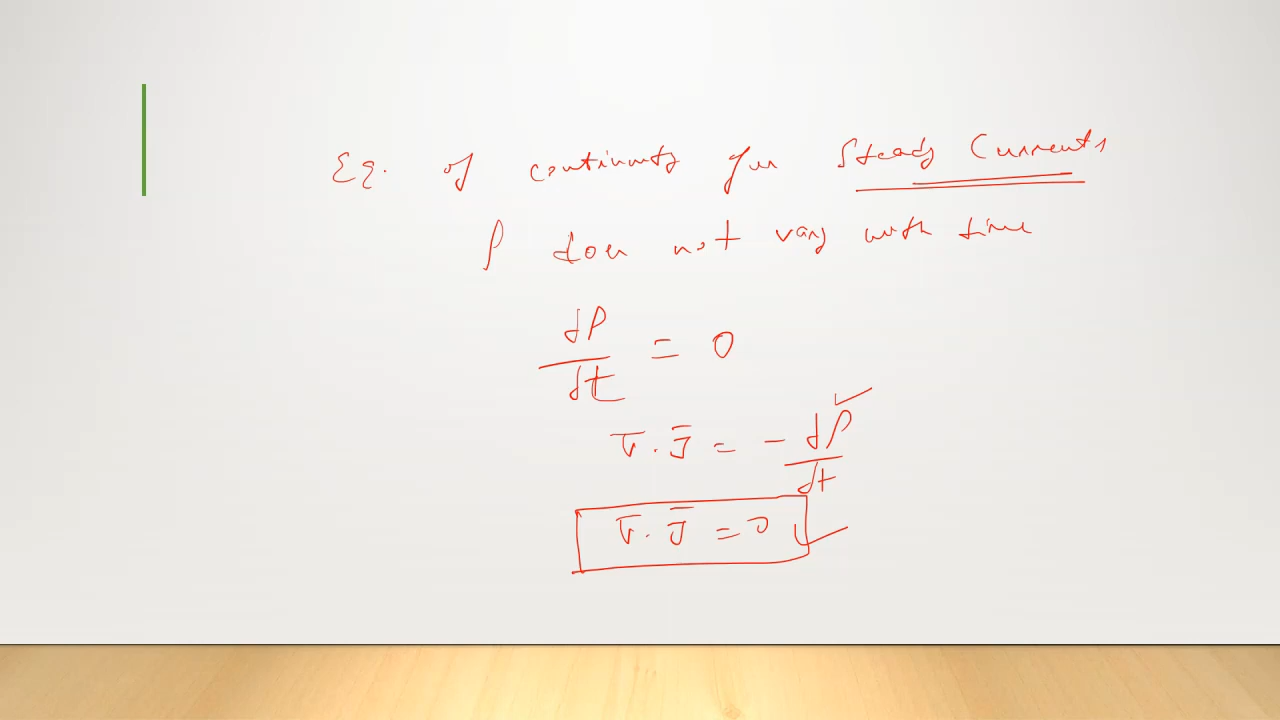 Eq. of continuity for Steady Currents
ρ does not vary with time
dρ/dt = 0
∇̅.J̅ = - dρ/dt
∇̅.J̅ = 0